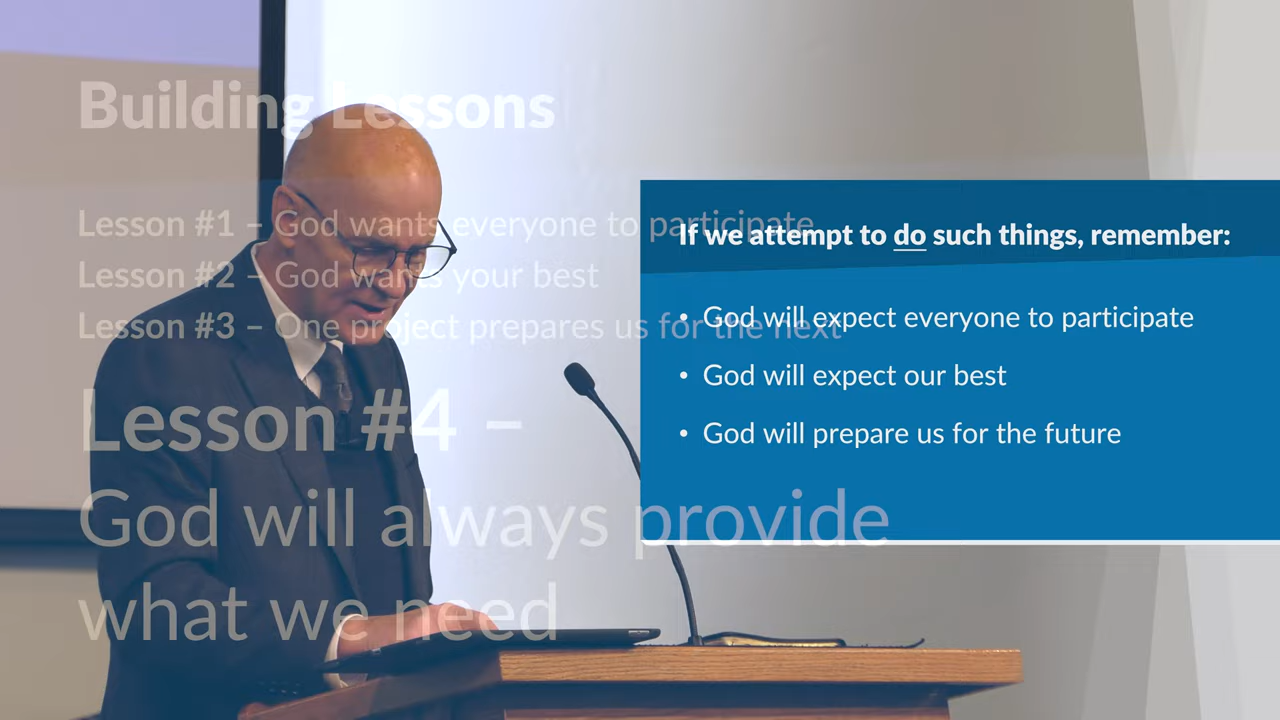 Building Lessons
Lesson #1 – God wants everyone to participate
Lesson #2 – God wants your best
Lesson #3 – One project prepares us for the next
Lesson #4 –
God will always provide
what we need
If we attempt to do such things, remember:
• God will expect everyone to participate
• God will expect our best
• God will prepare us for the future